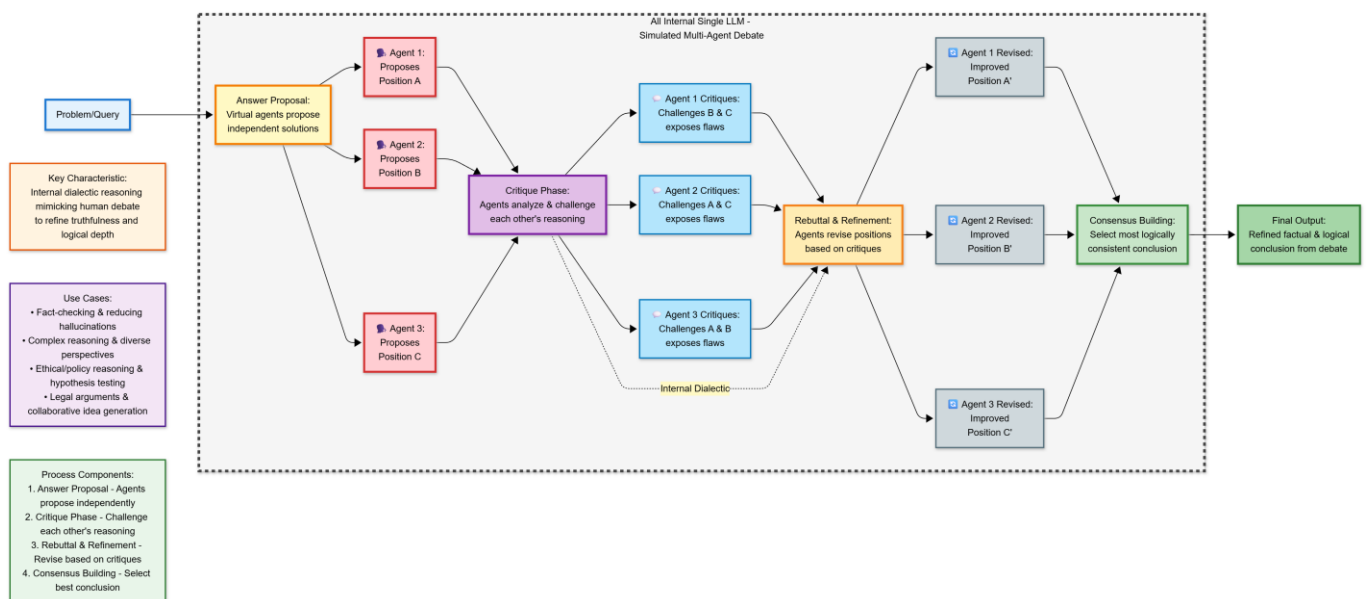 All Internal Single LLM -
Simulated Multi-Agent Debate
Problem/Query
Answer Proposal:
Virtual agents propose
independent solutions
Agent 1:
Proposes
Position A
Agent 2:
Proposes
Position B
Agent 3:
Proposes
Position C
Critique Phase:
Agents analyze & challenge
each other's reasoning
Agent 1 Critiques:
Challenges B & C
exposes flaws
Agent 2 Critiques:
Challenges A & C
exposes flaws
Agent 3 Critiques:
Challenges A & B
exposes flaws
Internal Dialectic
Rebuttal & Refinement:
Agents revise positions
based on critiques
Agent 1 Revised:
Improved
Position A'
Agent 2 Revised:
Improved
Position B'
Agent 3 Revised:
Improved
Position C'
Consensus Building:
Select most logically
consistent conclusion
Final Output:
Refined factual & logical
conclusion from debate
Key Characteristic:
Internal dialectic reasoning
mimicking human debate
to refine truthfulness and
logical depth
Use Cases:
• Fact-checking & reducing
hallucinations
• Complex reasoning & diverse
perspectives
• Ethical/policy reasoning &
hypothesis testing
• Legal arguments &
collaborative idea generation
Process Components:
1. Answer Proposal - Agents
propose independently
2. Critique Phase - Challenge
each other's reasoning
3. Rebuttal & Refinement -
Revise based on critiques
4. Consensus Building - Select
best conclusion